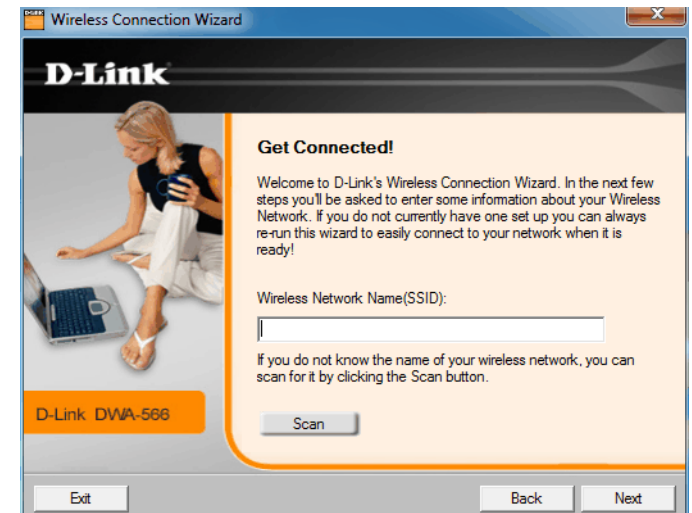 Wireless Connection Wizard
D-Link
Get Connected!
Welcome to D-Link's Wireless Connection Wizard. In the next few
steps you'll be asked to enter some information about your Wireless
Network. If you do not currently have one set up you can always
re-run this wizard to easily connect to your network when it is
ready!
Wireless Network Name(SSID):
If you do not know the name of your wireless network, you can
scan for it by clicking the Scan button.
D-Link DWA-566
Scan
Exit
Back
Next